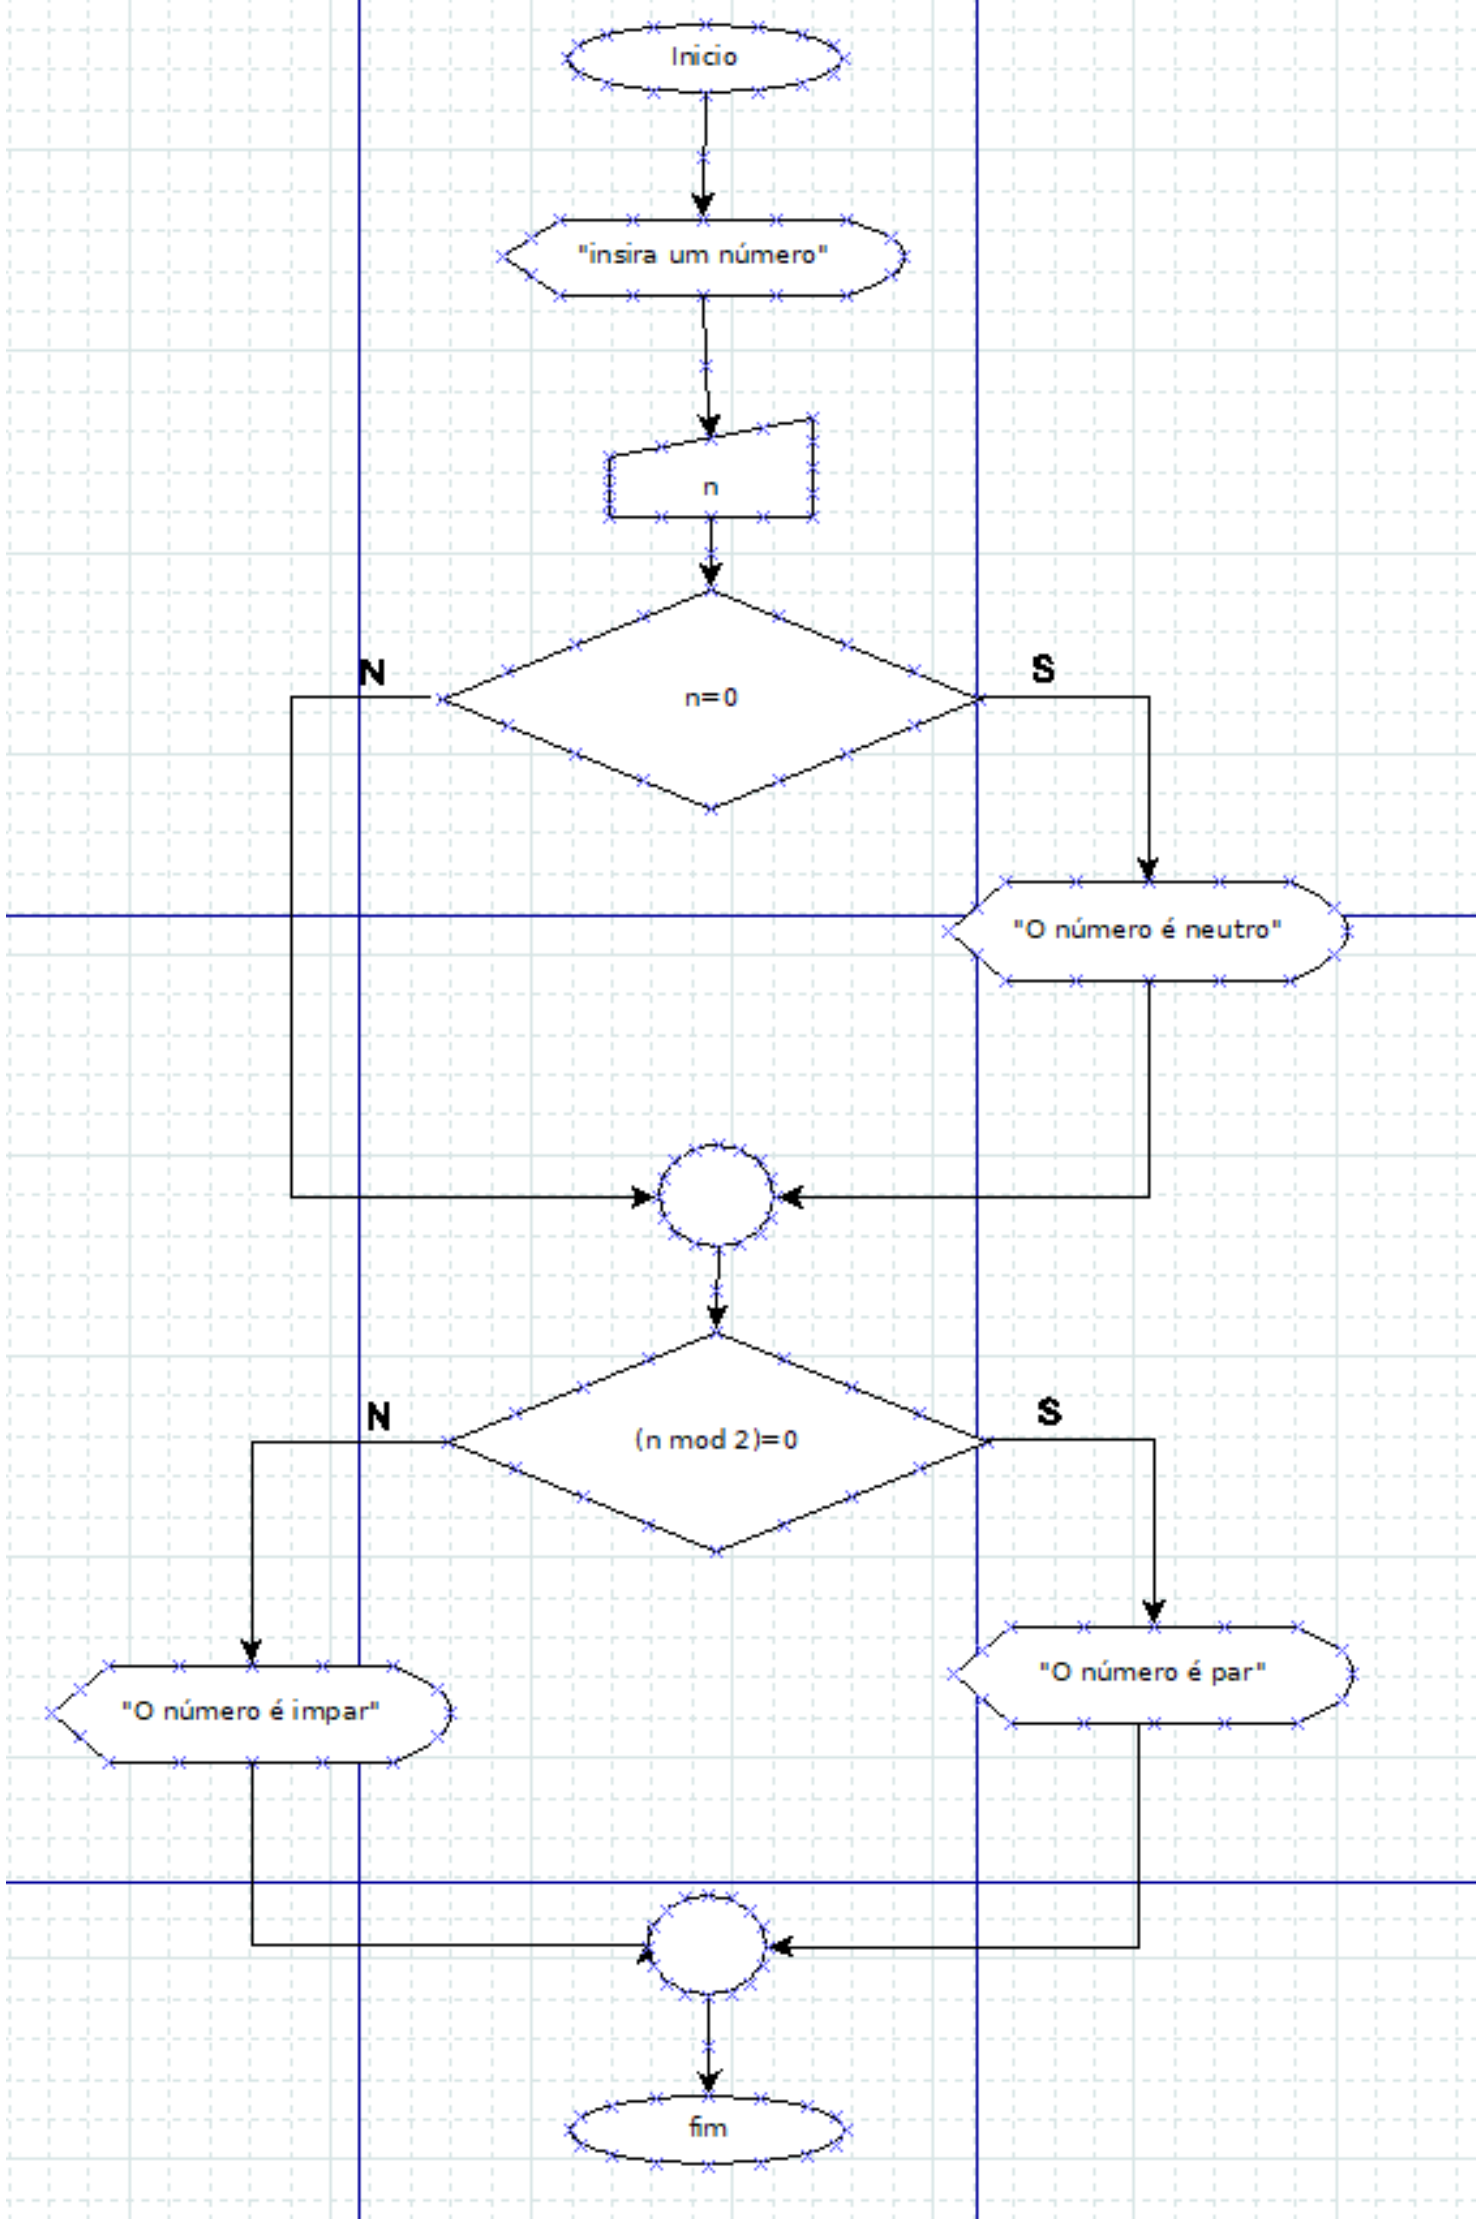 Inicio
"insira um número"
n
N
S
n=0
"O número é neutro"
N
S
(n mod 2)=0
"O número é par"
"O número é impar"
fim